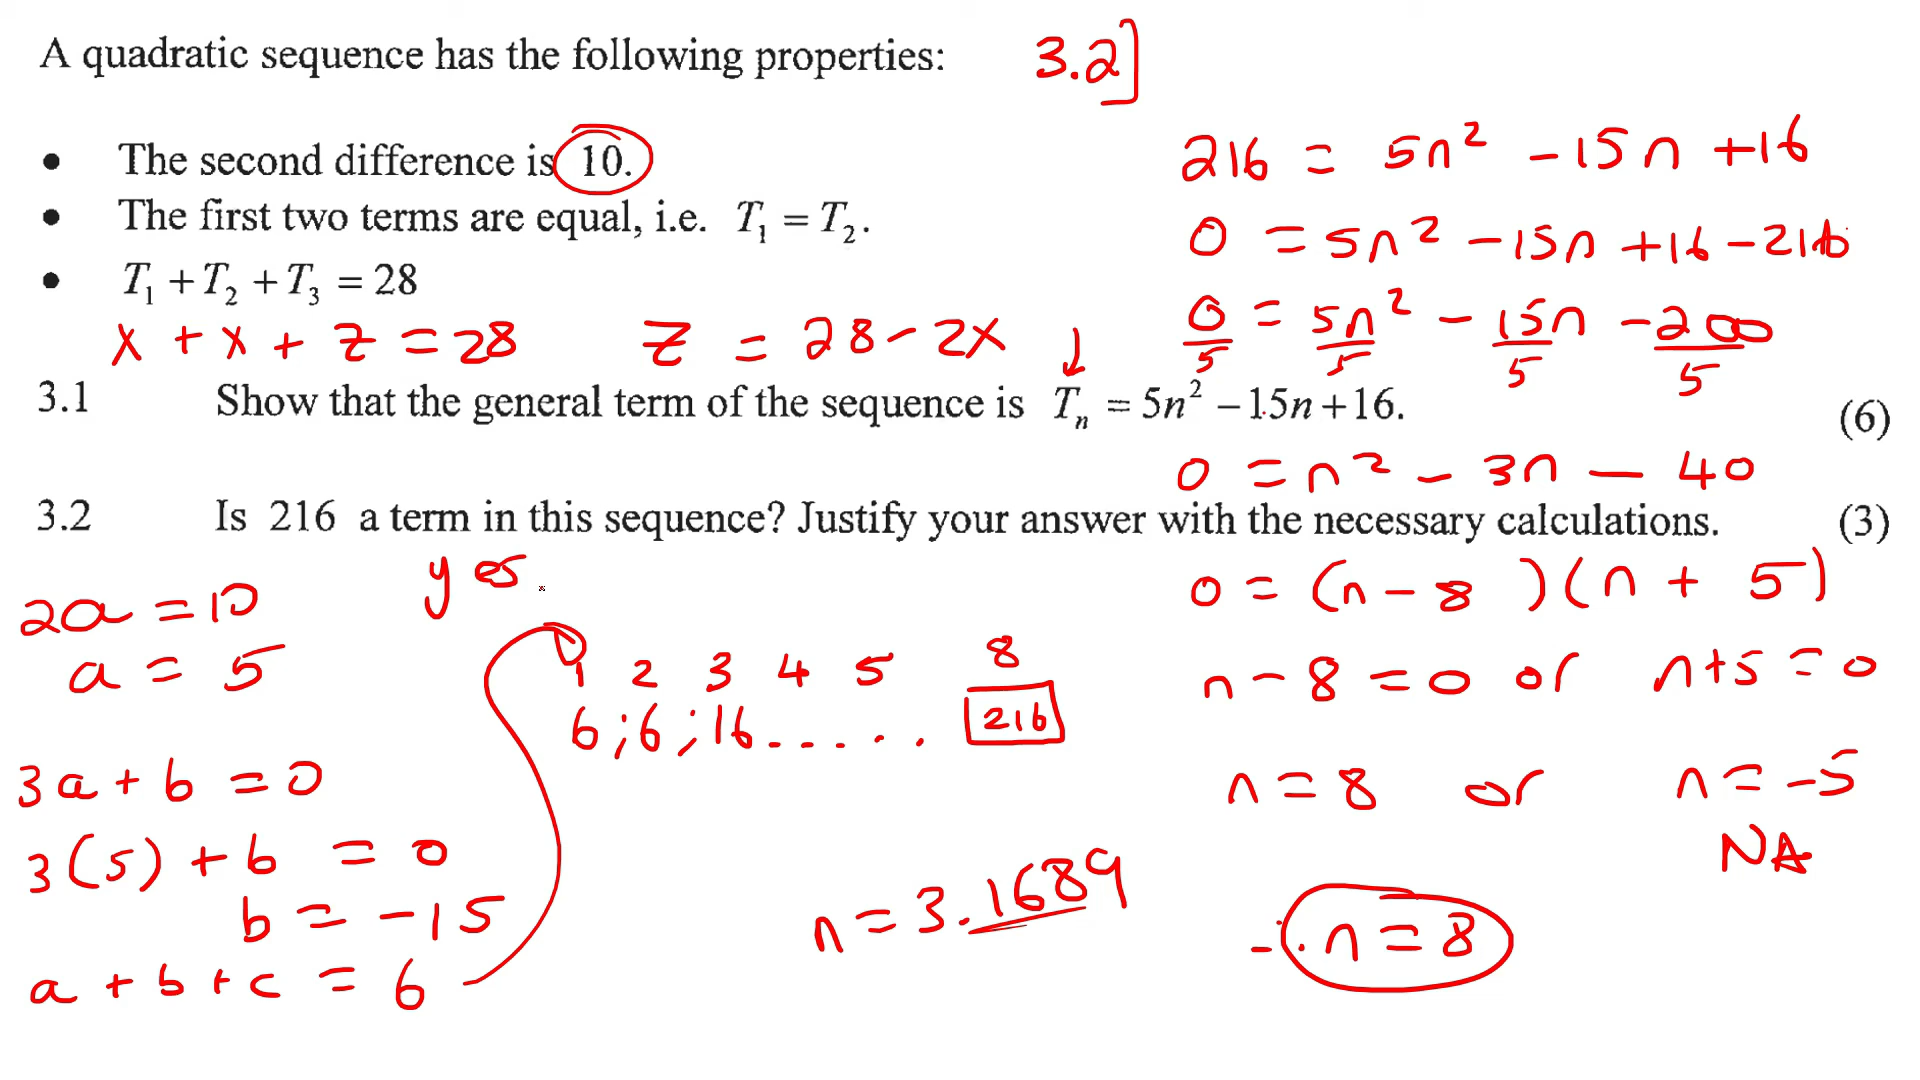 A quadratic sequence has the following properties:
• The second difference is 10.
• The first two terms are equal, i.e. T₁ = T₂.
• T₁ + T₂ + T₃ = 28
x + x + z = 28
z = 28 - 2x
3.1 Show that the general term of the sequence is Tₙ = 5n² − 15n + 16. (6)
3.2 Is 216 a term in this sequence? Justify your answer with the necessary calculations. (3)
yes.
2a = 10
a = 5
3a + b = 0
3(5) + b = 0
b = -15
a + b + c = 6
1 2 3 4 5 8
6 ; 6 ; 16 ..... 216
n = 3.1689
3.2]
216 = 5n² - 15n + 16
0 = 5n² - 15n + 16 - 216
0/5 = 5n²/5 - 15n/5 - 200/5
0 = n² - 3n - 40
0 = (n - 8)(n + 5)
n - 8 = 0 or n + 5 = 0
n = 8 or n = -5
NA
∴ n = 8